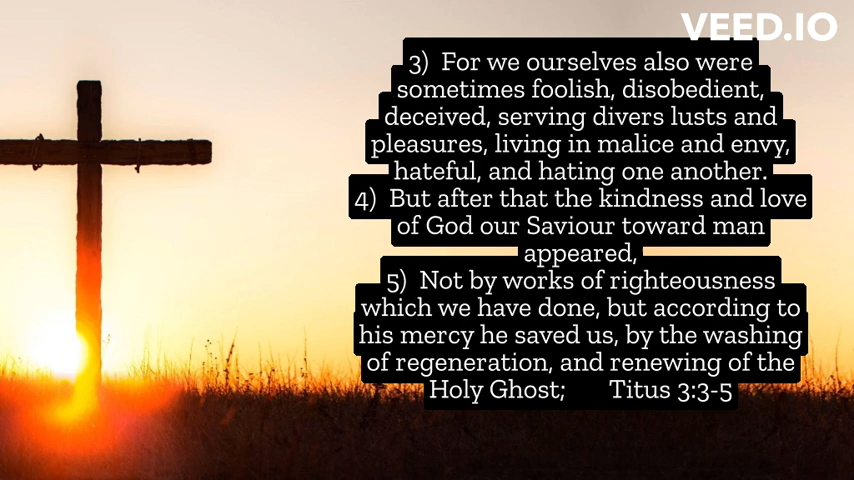 VEED.IO
3)  For we ourselves also were
sometimes foolish, disobedient,
deceived, serving divers lusts and
pleasures, living in malice and envy,
hateful, and hating one another.
4)  But after that the kindness and love
of God our Saviour toward man
appeared,
5)  Not by works of righteousness
which we have done, but according to
his mercy he saved us, by the washing
of regeneration, and renewing of the
Holy Ghost;      Titus 3:3-5